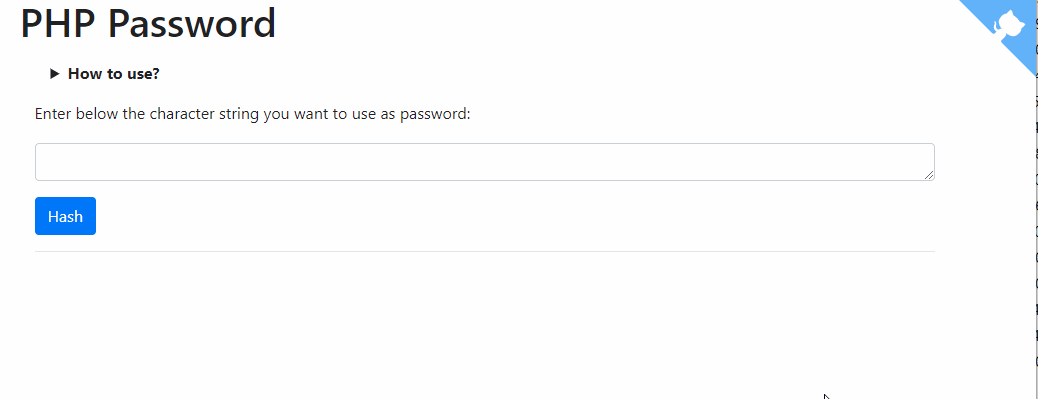 PHP Password
How to use?
Enter below the character string you want to use as password:
Hash